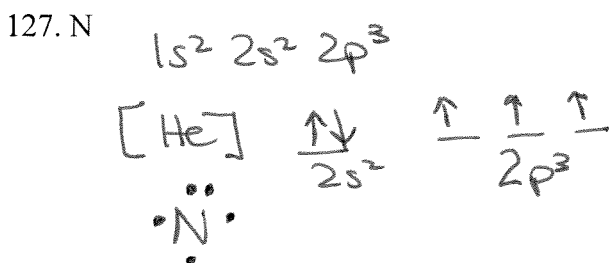 127. N
1s² 2s² 2p³
[He] ↑↓ ↑ ↑ ↑
2s² 2p³
N